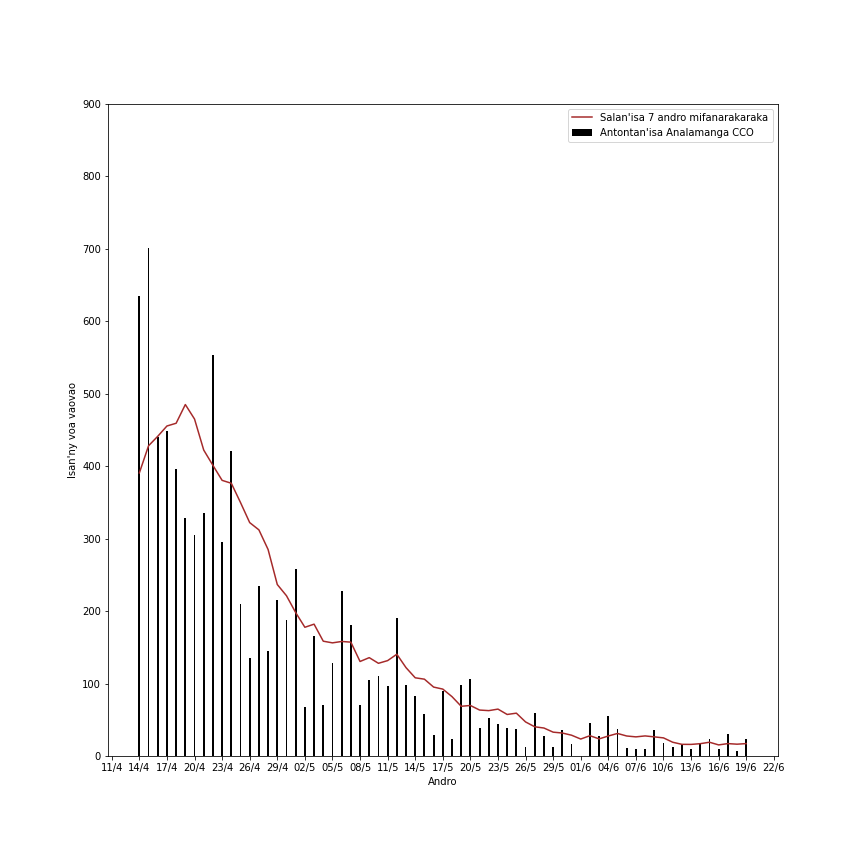 900
800
700
600
500
400
300
200
100
0
Isan'ny voa vaovao
Salan'isa 7 andro mifanarakaraka
Antontan'isa Analamanga CCO
11/4 14/4 17/4 20/4 23/4 26/4 29/4 02/5 05/5 08/5 11/5 14/5 17/5 20/5 23/5 26/5 29/5 01/6 04/6 07/6 10/6 13/6 16/6 19/6 22/6
Andro